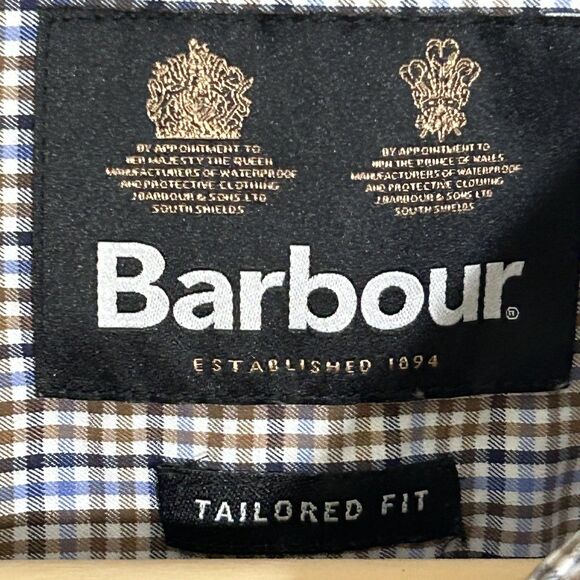 BY APPOINTMENT TO
HER MAJESTY THE QUEEN
MANUFACTURERS OF WATERPROOF
AND PROTECTIVE CLOTHING
J BARBOUR & SONS LTD
SOUTH SHIELDS
BY APPOINTMENT TO
HRH THE PRINCE OF WALES
MANUFACTURERS OF WATERPROOF
AND PROTECTIVE CLOTHING
J BARBOUR & SONS LTD
SOUTH SHIELDS
Barbour®
ESTABLISHED 1894
TAILORED FIT